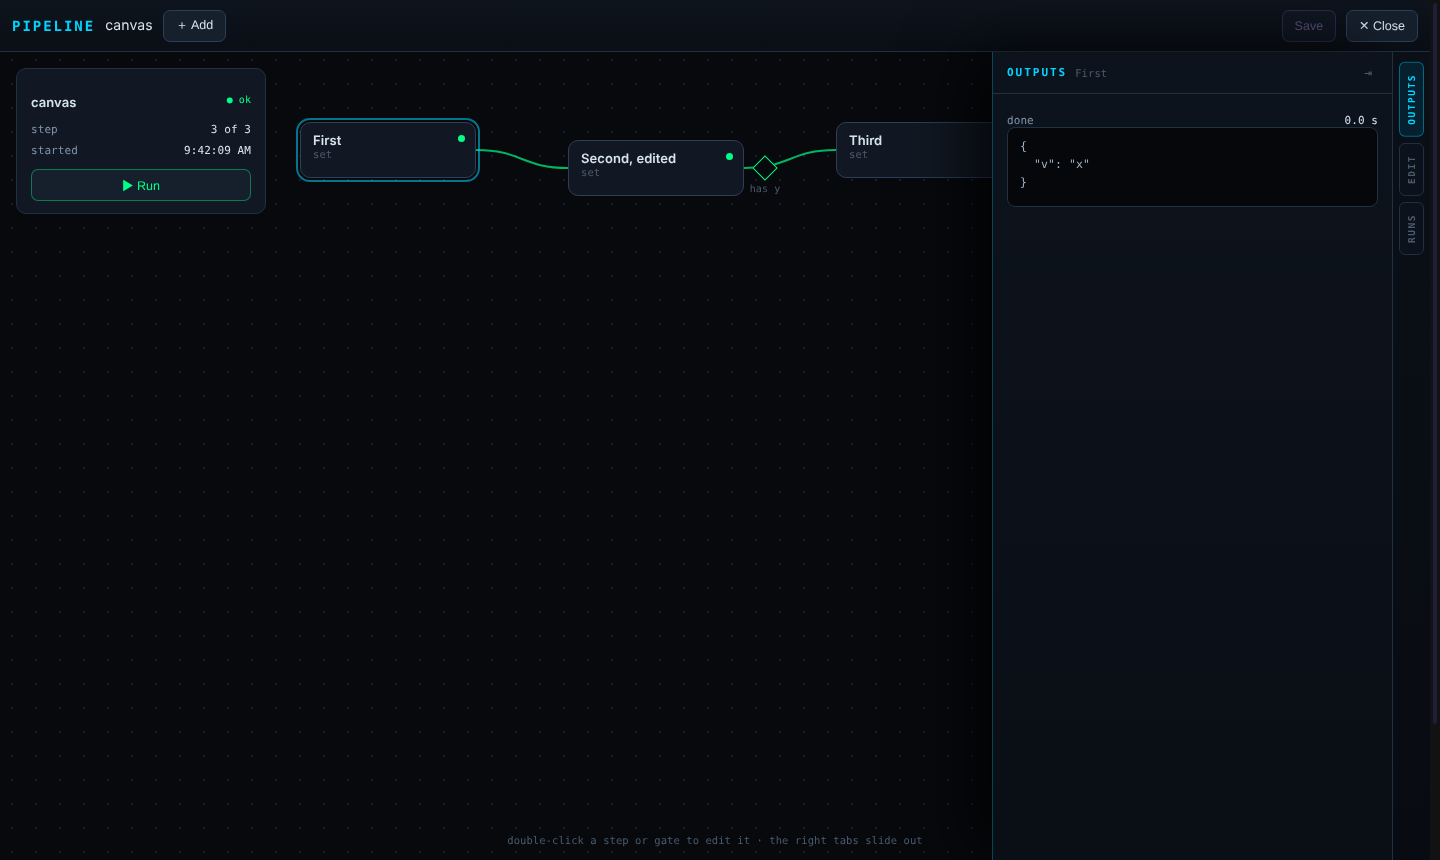 PIPELINE canvas + Add Save ✕ Close
canvas ● ok
step 3 of 3
started 9:42:09 AM
▶ Run
First
set
Second, edited
set
has y
Third
set
OUTPUTS First ⇥
done 0.0 s
{
"v": "x"
}
OUTPUTS
EDIT
RUNS
double-click a step or gate to edit it · the right tabs slide out